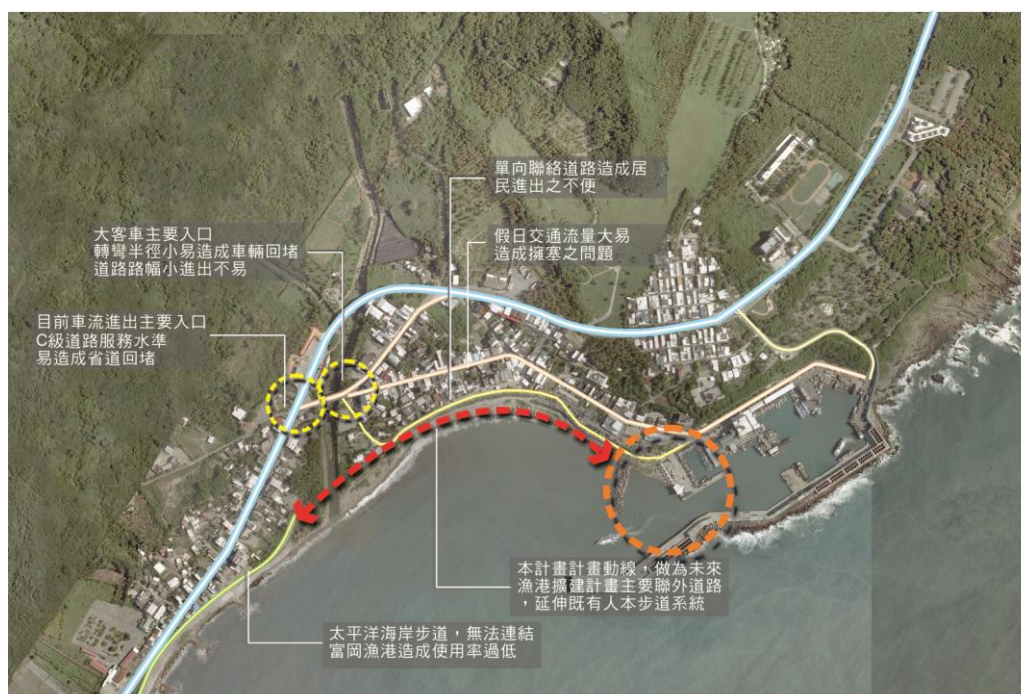 單向聯絡道路造成居
民進出之不便
大客車主要入口
轉彎半徑小易造成車輛回堵
道路路幅小進出不易
假日交通流量大易
造成擁塞之問題
目前車流進出主要入口
C級道路服務水準
易造成省道回堵
本計畫計畫動線，做為未來
漁港擴建計畫主要聯外道路
，延伸既有人本步道系統
太平洋海岸步道，無法連結
富岡漁港造成使用率過低